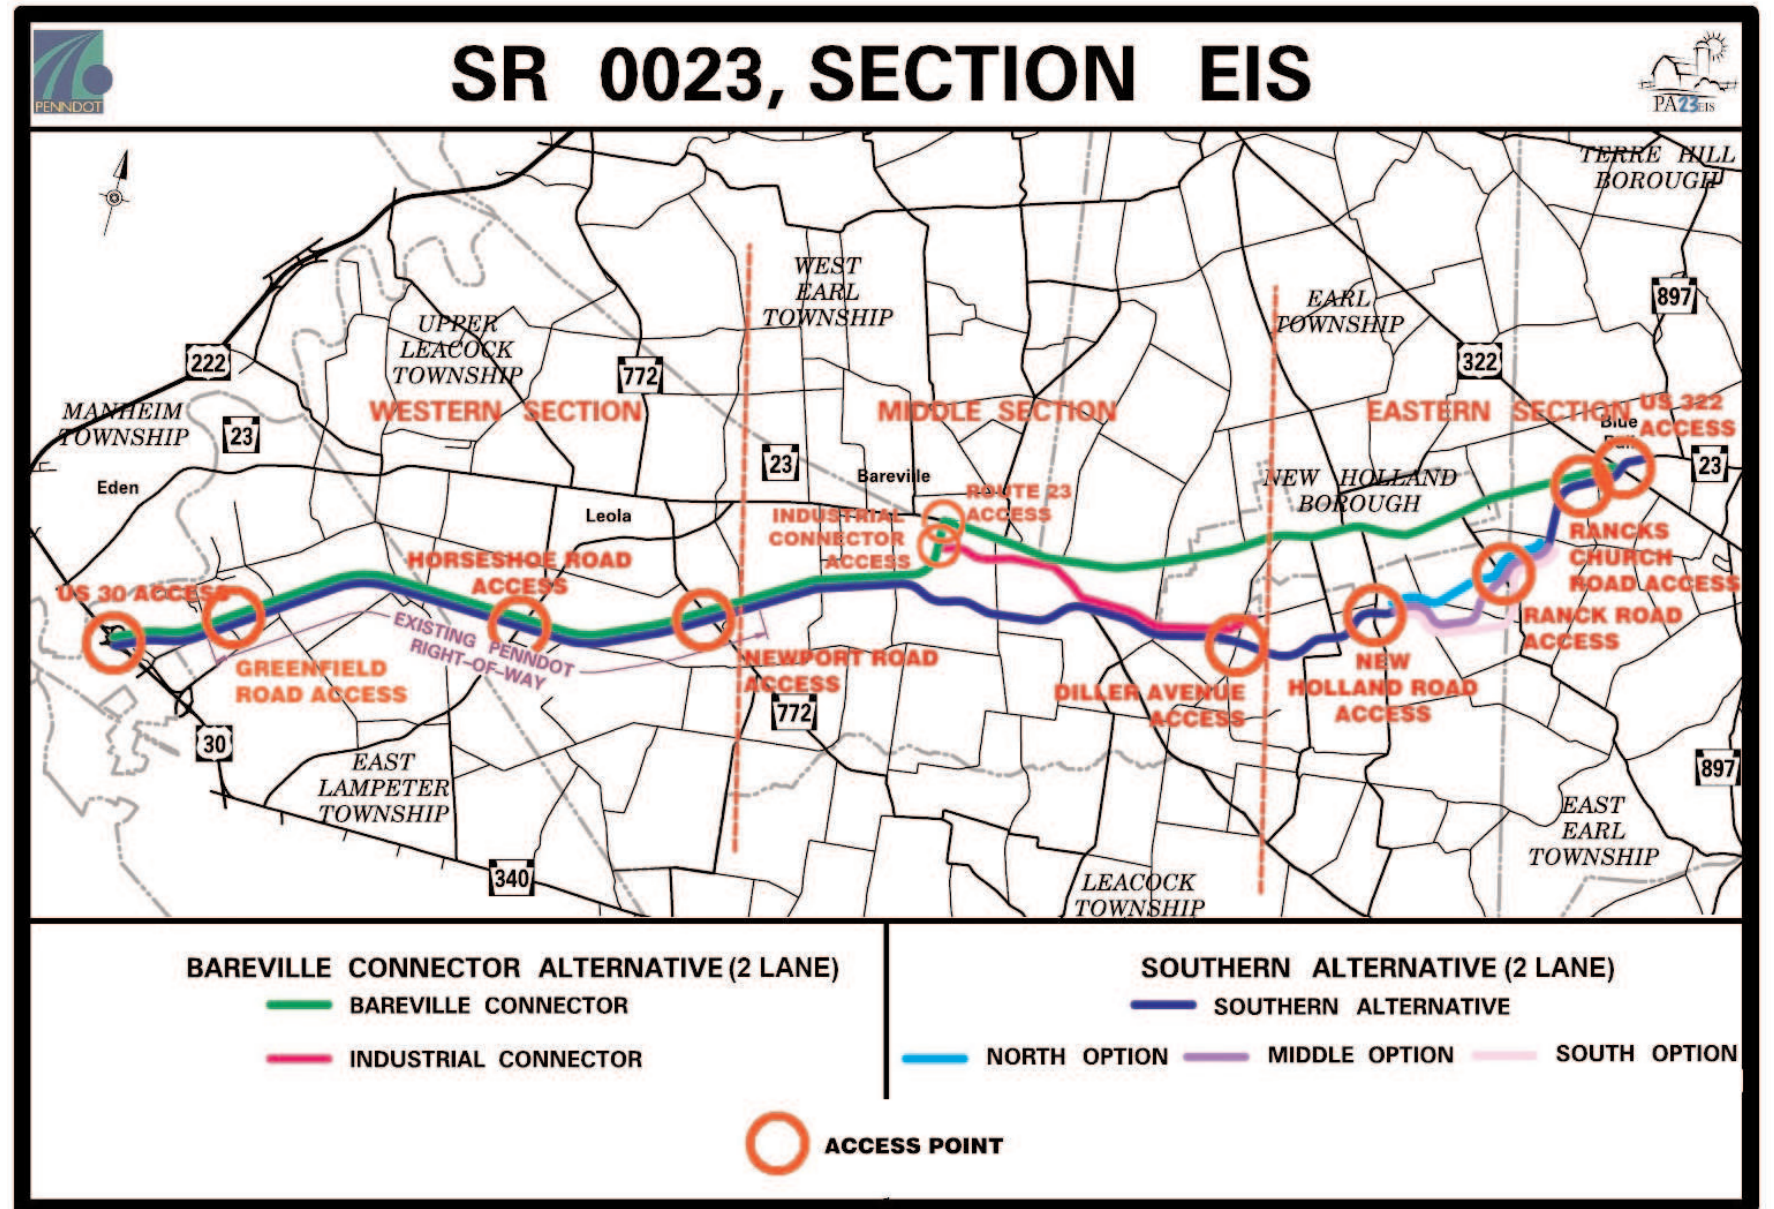 PENNDOT
SR 0023, SECTION EIS
PA23EIS
TERRE HILL
BOROUGH
WEST
EARL
TOWNSHIP
EARL
TOWNSHIP
897
UPPER
LEACOCK
TOWNSHIP
222
772
322
MANHEIM
TOWNSHIP
23
WESTERN SECTION
MIDDLE SECTION
EASTERN SECTION
US 322
ACCESS
Blue
23
23
Eden
Bareville
NEW HOLLAND
BOROUGH
Leola
ROUTE 23
ACCESS
INDUSTRIAL
CONNECTOR
ACCESS
RANCKS
CHURCH
ROAD ACCESS
HORSESHOE ROAD
ACCESS
US 30 ACCESS
RANCK ROAD
ACCESS
EXISTING PENNDOT
RIGHT-OF-WAY
GREENFIELD
ROAD ACCESS
NEWPORT ROAD
ACCESS
DILLER AVENUE
ACCESS
NEW
HOLLAND ROAD
ACCESS
772
30
EAST
LAMPETER
TOWNSHIP
897
EAST
EARL
TOWNSHIP
340
LEACOCK
TOWNSHIP
BAREVILLE CONNECTOR ALTERNATIVE (2 LANE)
BAREVILLE CONNECTOR
INDUSTRIAL CONNECTOR
SOUTHERN ALTERNATIVE (2 LANE)
SOUTHERN ALTERNATIVE
NORTH OPTION
MIDDLE OPTION
SOUTH OPTION
ACCESS POINT